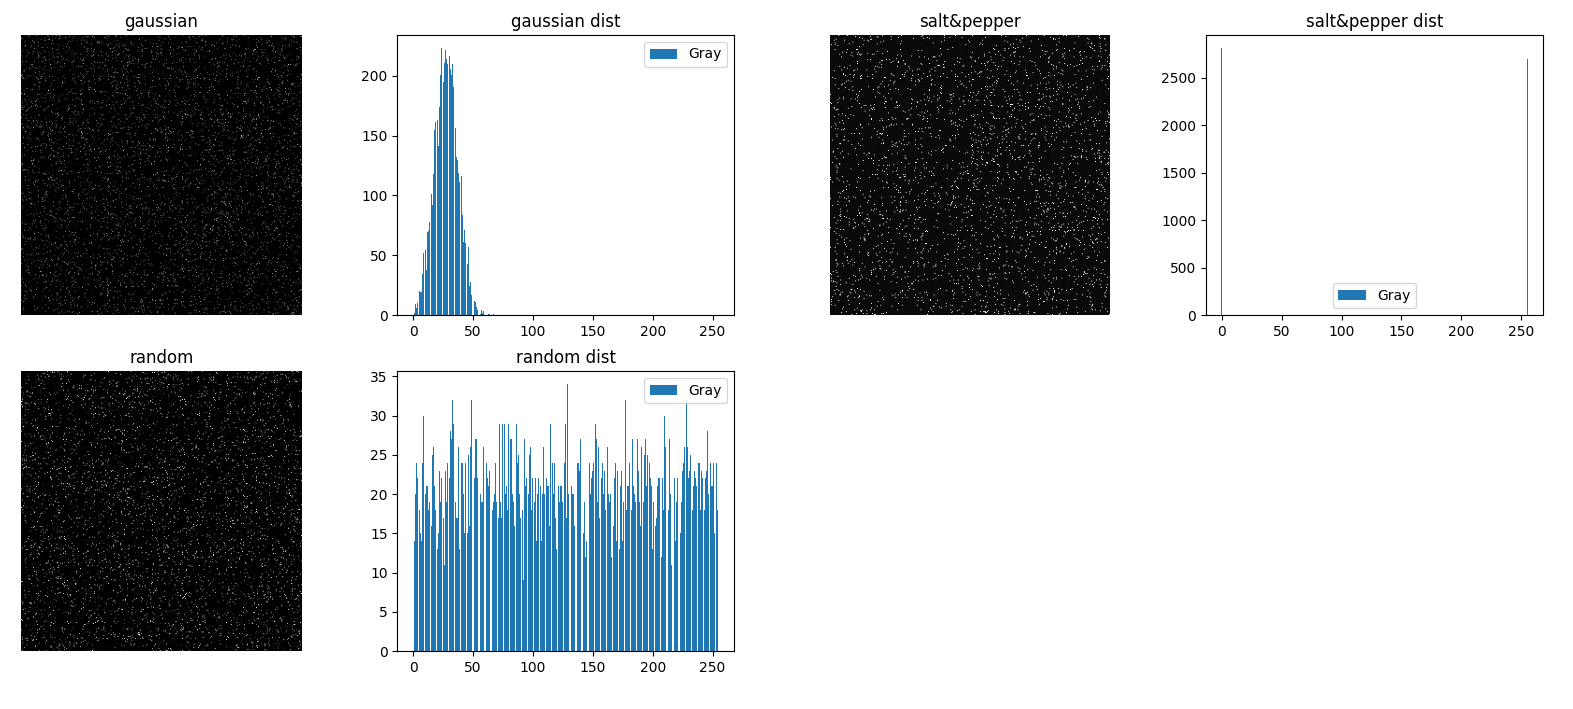 gaussian
gaussian dist
salt&pepper
salt&pepper dist
Gray
200
150
100
50
0
0 50 100 150 200 250
2500
2000
1500
1000
500
0
Gray
0 50 100 150 200 250
random
random dist
Gray
35
30
25
20
15
10
5
0
0 50 100 150 200 250